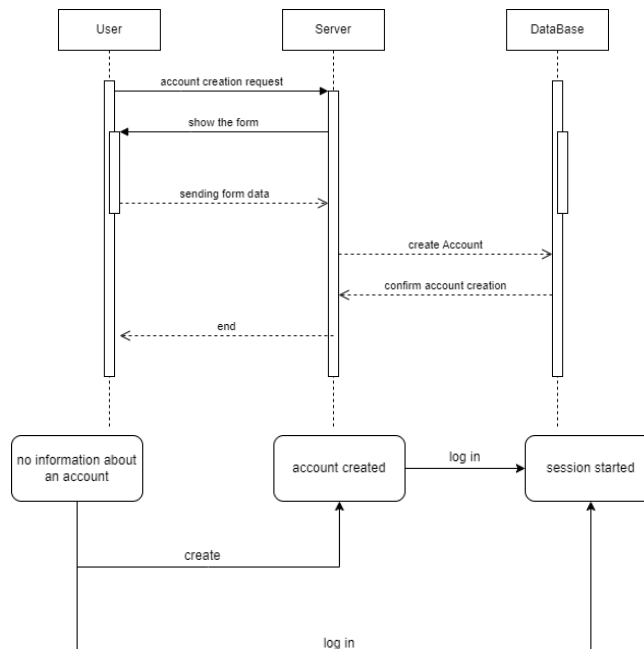 User
Server
DataBase
account creation request
show the form
sending form data
create Account
confirm account creation
end
no information about
an account
account created
log in
session started
create
log in